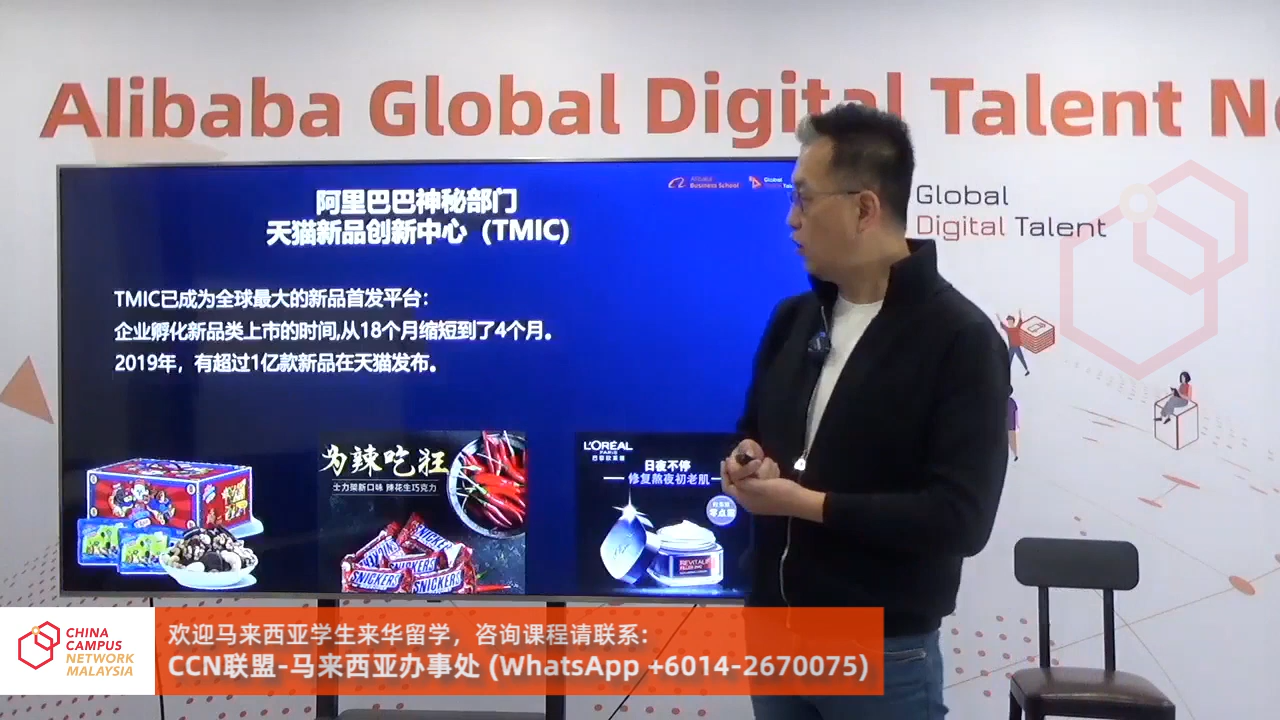 Alibaba Global Digital Talent Ne
Alibaba
Business School
Global
阿里巴巴神秘部门
天猫新品创新中心（TMIC）
TMIC已成为全球最大的新品首发平台：
企业孵化新品类上市的时间,从18个月缩短到了4个月。
2019年，有超过1亿款新品在天猫发布。
Global
Digital Talent
为辣吃狂
士力架新口味 辣花生巧克力
SNICKERS
SNICKERS
SNICKERS
L'ORÉAL
PARIS
日夜不停
修复熬夜初老肌
零点霜
REVITALIFT
CHINA
CAMPUS
NETWORK
MALAYSIA
欢迎马来西亚学生来华留学，咨询课程请联系：
CCN联盟-马来西亚办事处 (WhatsApp +6014-2670075)